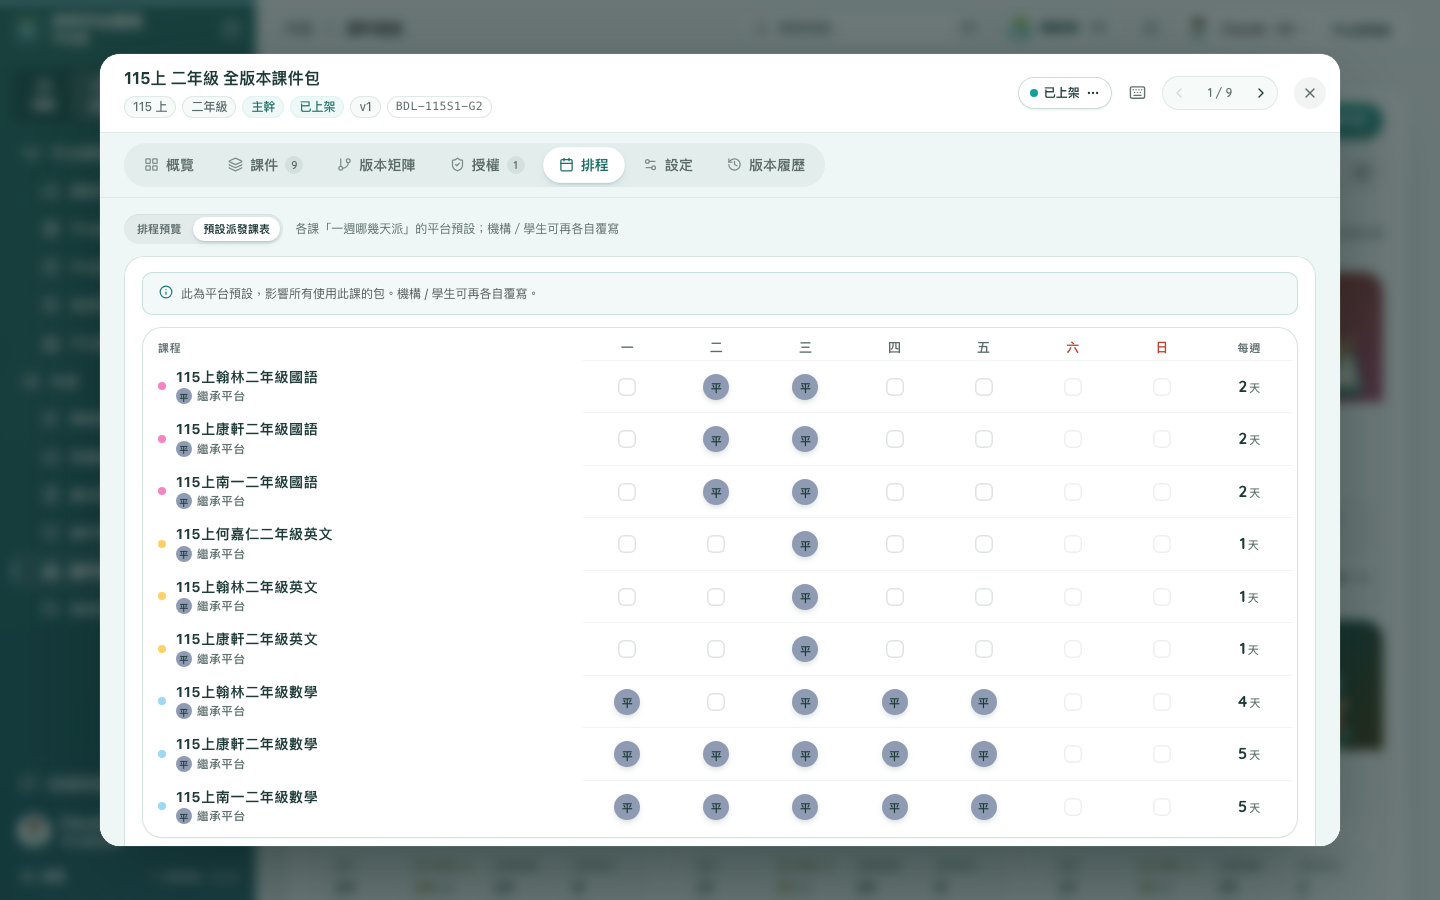 115上 二年級 全版本課件包
115 上 二年級 主幹 已上架 v1 BDL-115S1-G2
已上架 ··· 1 / 9
概覽 課件 9 版本矩陣 授權 1 排程 設定 版本履歷
排程預覽 預設派發課表 各課「一週哪幾天派」的平台預設；機構 / 學生可再各自覆寫
此為平台預設，影響所有使用此課的包。機構 / 學生可再各自覆寫。
課程 一 二 三 四 五 六 日 每週
115上翰林二年級國語
平 繼承平台
平 平 2 天
115上康軒二年級國語
平 繼承平台
平 平 2 天
115上南一二年級國語
平 繼承平台
平 平 2 天
115上何嘉仁二年級英文
平 繼承平台
平 1 天
115上翰林二年級英文
平 繼承平台
平 1 天
115上康軒二年級英文
平 繼承平台
平 1 天
115上翰林二年級數學
平 繼承平台
平 平 平 平 4 天
115上康軒二年級數學
平 繼承平台
平 平 平 平 平 5 天
115上南一二年級數學
平 繼承平台
平 平 平 平 平 5 天